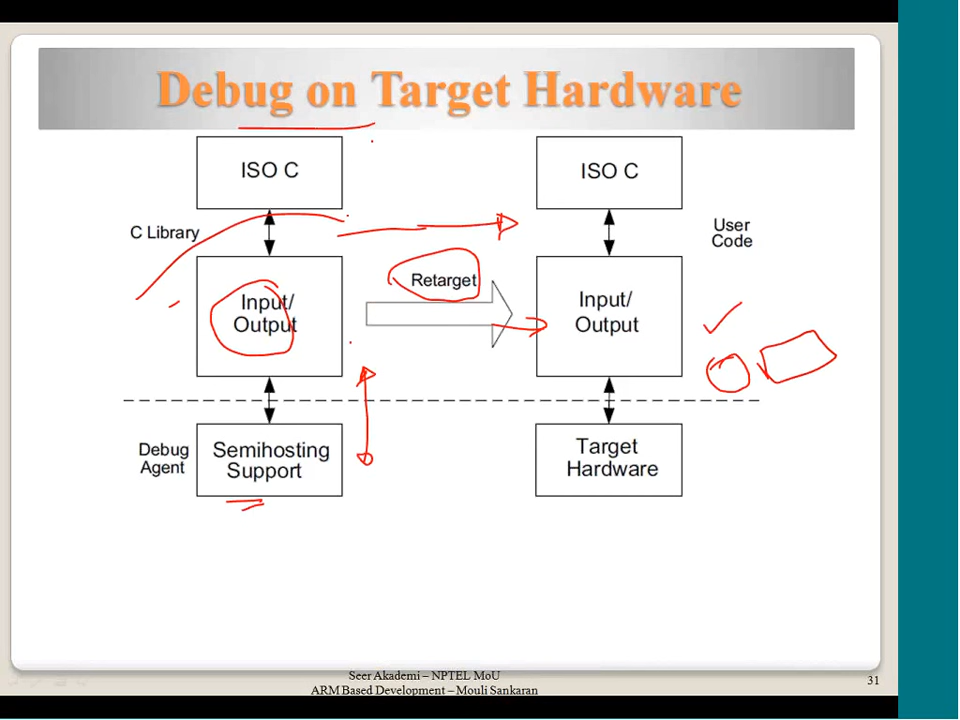 Debug on Target Hardware
ISO C
ISO C
C Library
User
Code
Input/
Output
Retarget
Input/
Output
Debug
Agent
Semihosting
Support
Target
Hardware
Seer Akademi – NPTEL MoU
ARM Based Development – Mouli Sankaran
31